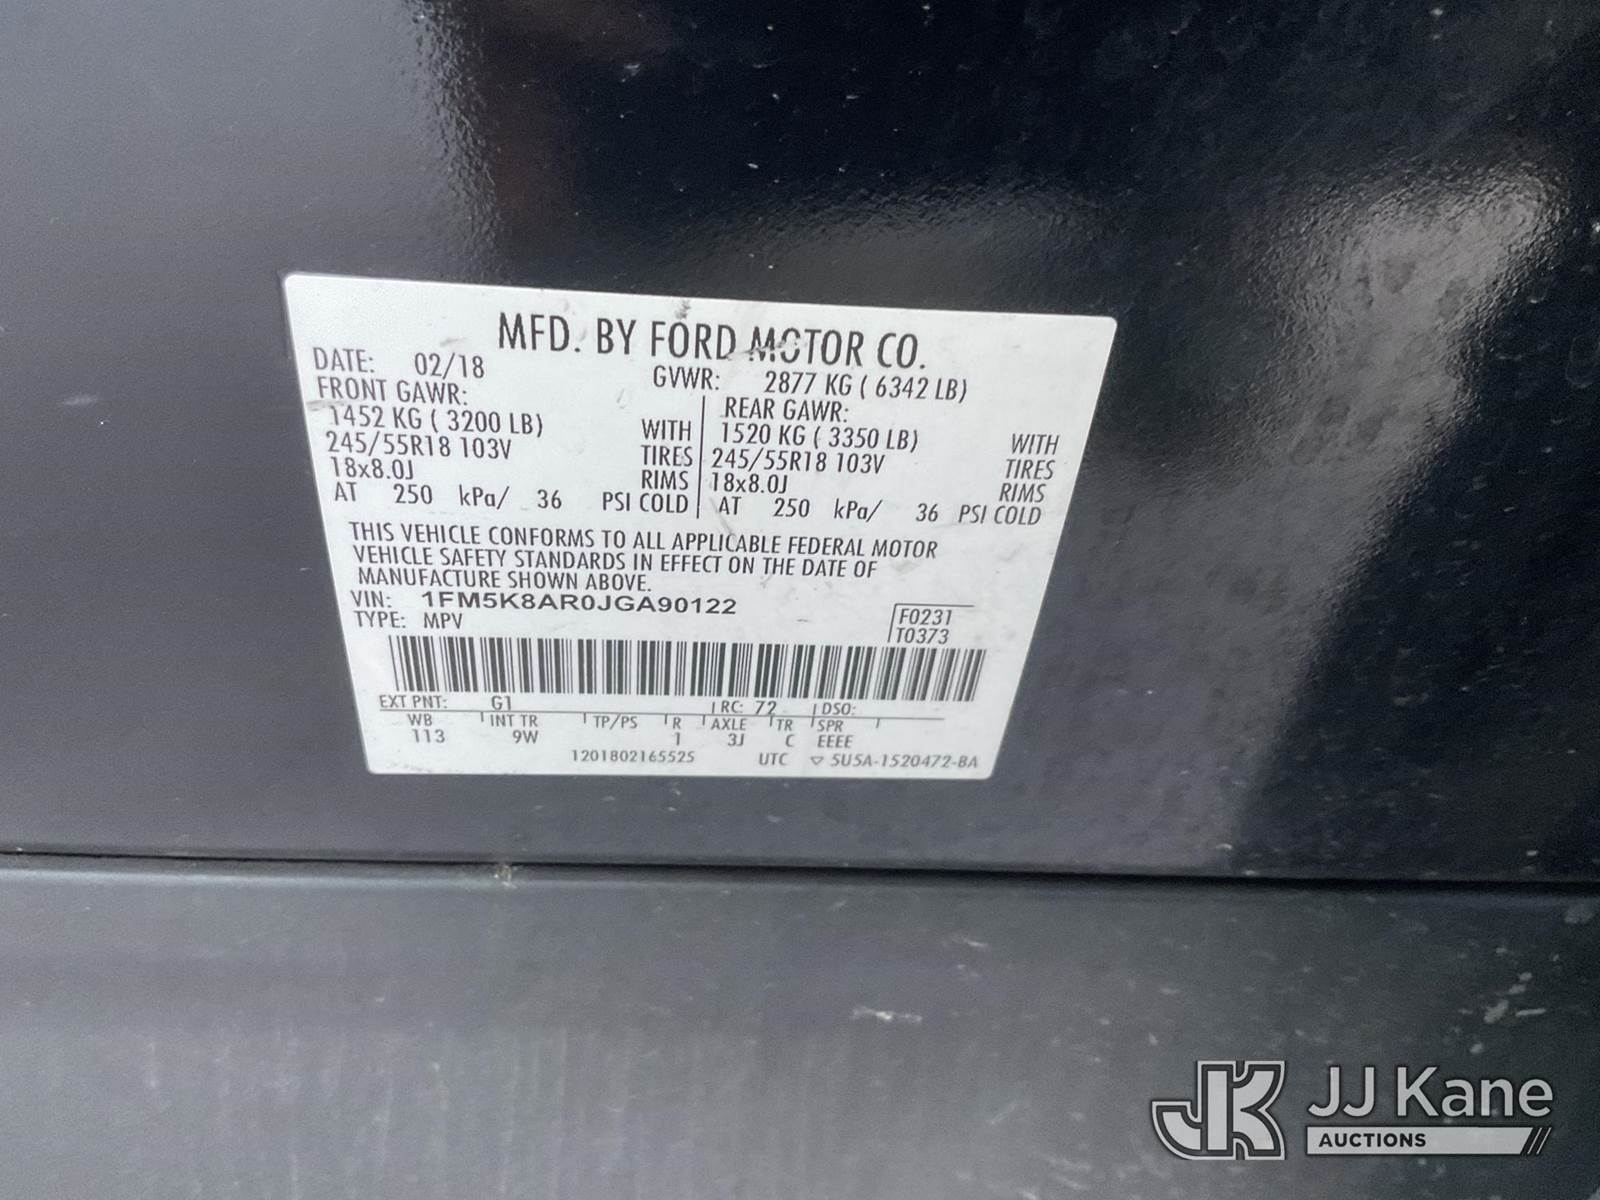 MFD. BY FORD MOTOR CO.
DATE: 02/18 GVWR: 2877 KG ( 6342 LB)
FRONT GAWR: REAR GAWR:
1452 KG ( 3200 LB) WITH 1520 KG ( 3350 LB) WITH
245/55R18 103V TIRES 245/55R18 103V TIRES
18x8.0J RIMS 18x8.0J RIMS
AT 250 kPa/ 36 PSI COLD AT 250 kPa/ 36 PSI COLD
THIS VEHICLE CONFORMS TO ALL APPLICABLE FEDERAL MOTOR
VEHICLE SAFETY STANDARDS IN EFFECT ON THE DATE OF
MANUFACTURE SHOWN ABOVE.
VIN: 1FM5K8AR0JGA90122
TYPE: MPV
F0231
T0373
EXT PNT: G1 RC: 72 DSO:
WB INT TR TP/PS R AXLE TR SPR
113 9W 1 3J C EEEE
1201802165525 UTC ▽ 5U5A-1520472-BA
JK JJ Kane
AUCTIONS